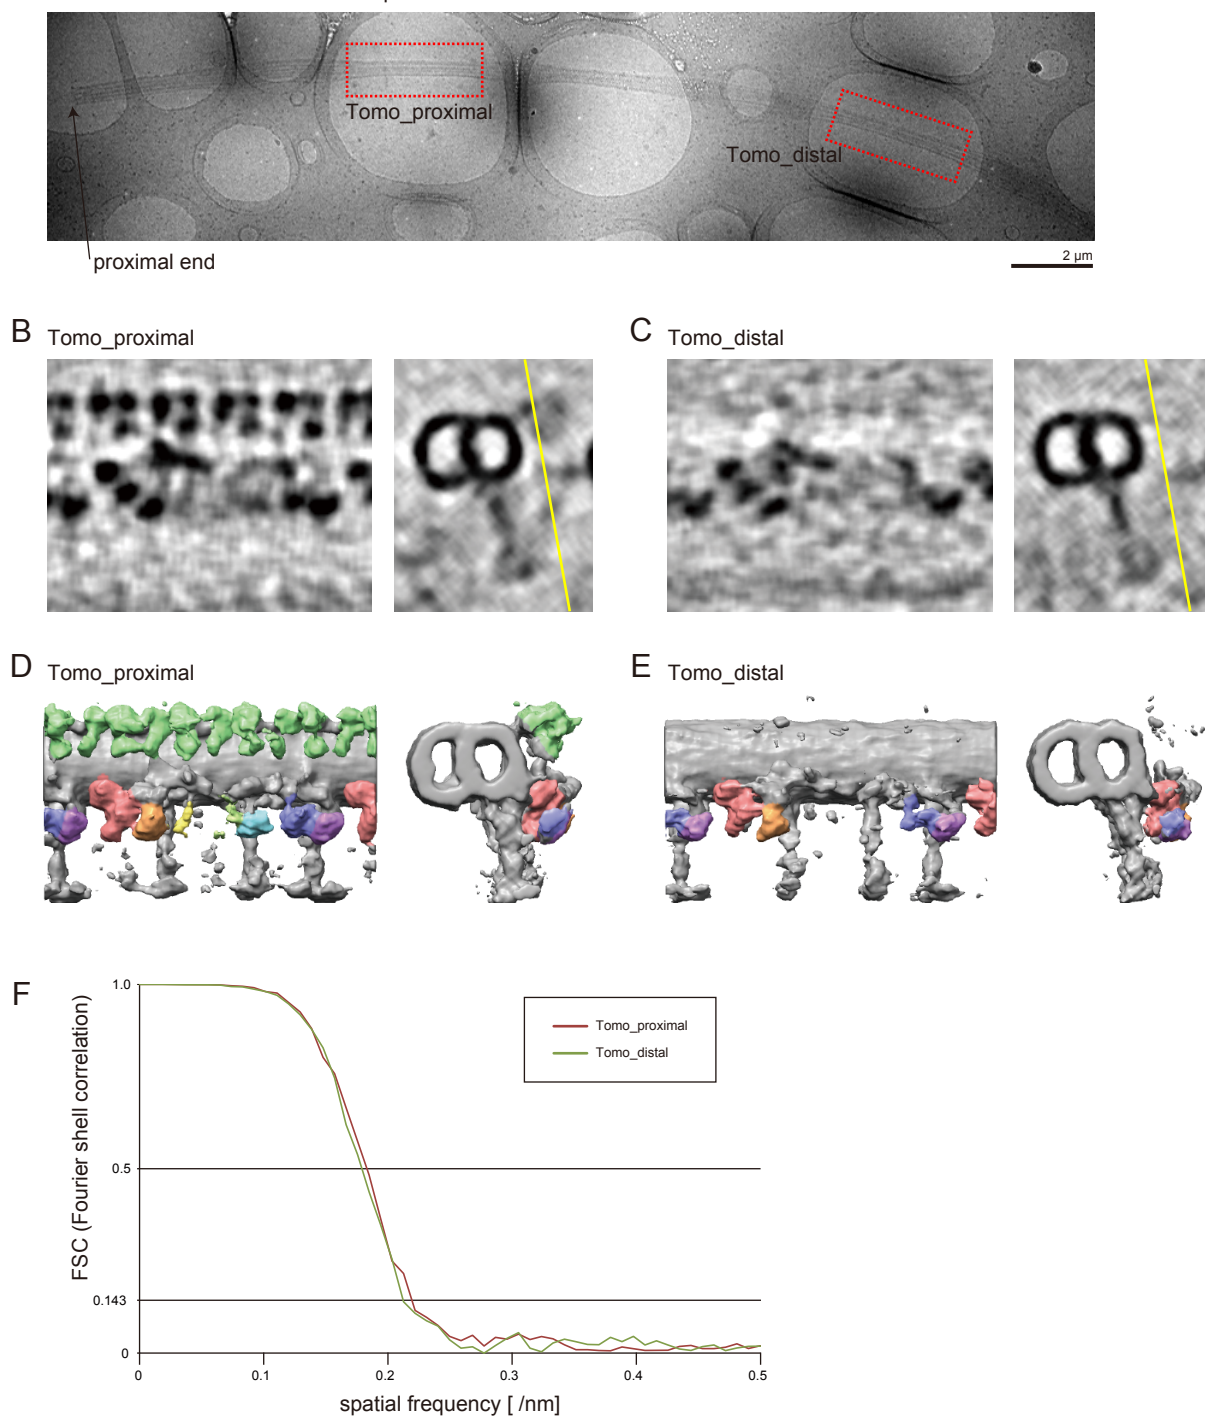 Tomo_proximal
Tomo_distal
proximal end
2 µm
B Tomo_proximal
C Tomo_distal
D Tomo_proximal
E Tomo_distal
F
FSC (Fourier shell correlation)
1.0
0.5
0.143
0
Tomo_proximal
Tomo_distal
0 0.1 0.2 0.3 0.4 0.5
spatial frequency [ /nm]